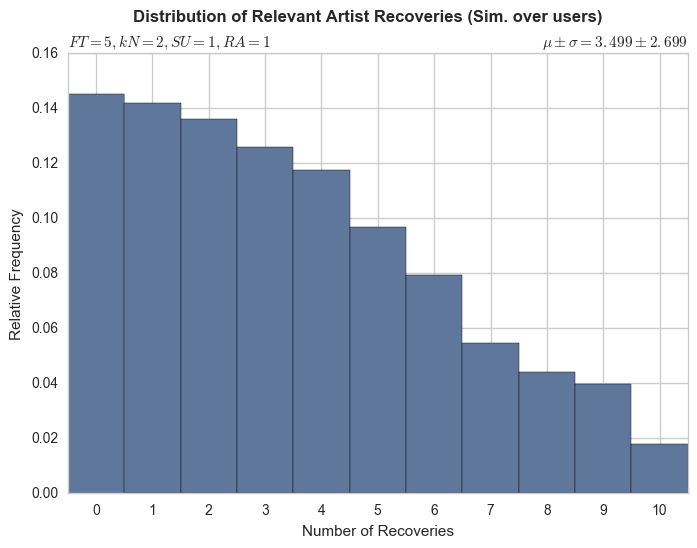 Distribution of Relevant Artist Recoveries (Sim. over users)
FT = 5, kN = 2, SU = 1, RA = 1
μ ± σ = 3.499 ± 2.699
0.16
0.14
0.12
0.10
0.08
0.06
0.04
0.02
0.00
Relative Frequency
0 1 2 3 4 5 6 7 8 9 10
Number of Recoveries